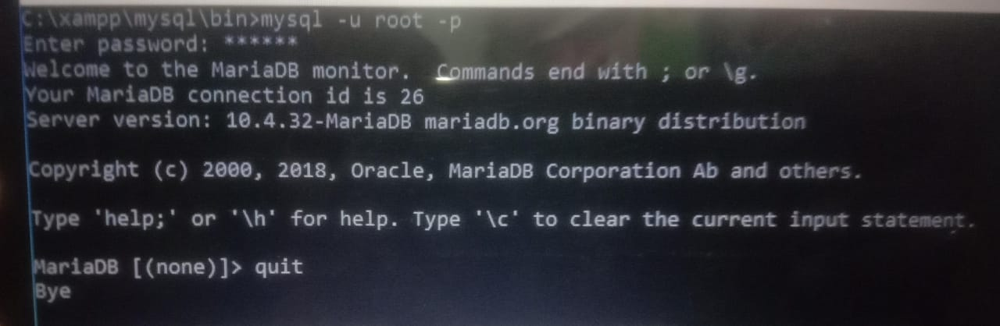 C:\xampp\mysql\bin>mysql -u root -p
Enter password: ******
Welcome to the MariaDB monitor.  Commands end with ; or \g.
Your MariaDB connection id is 26
Server version: 10.4.32-MariaDB mariadb.org binary distribution
Copyright (c) 2000, 2018, Oracle, MariaDB Corporation Ab and others.
Type 'help;' or '\h' for help. Type '\c' to clear the current input statement.
MariaDB [(none)]> quit
Bye